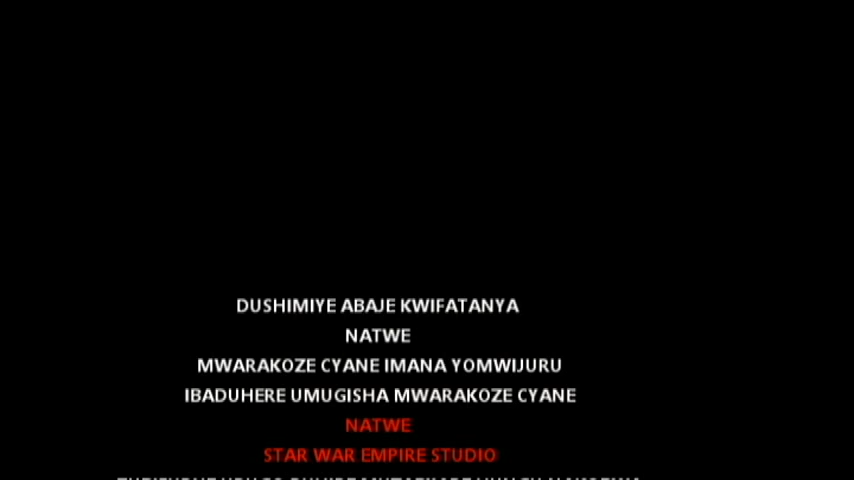 DUSHIMIYE ABAJE KWIFATANYA
NATWE
MWARAKOZE CYANE IMANA YOMWIJURU
IBADUHERE UMUGISHA MWARAKOZE CYANE
NATWE
STAR WAR EMPIRE STUDIO